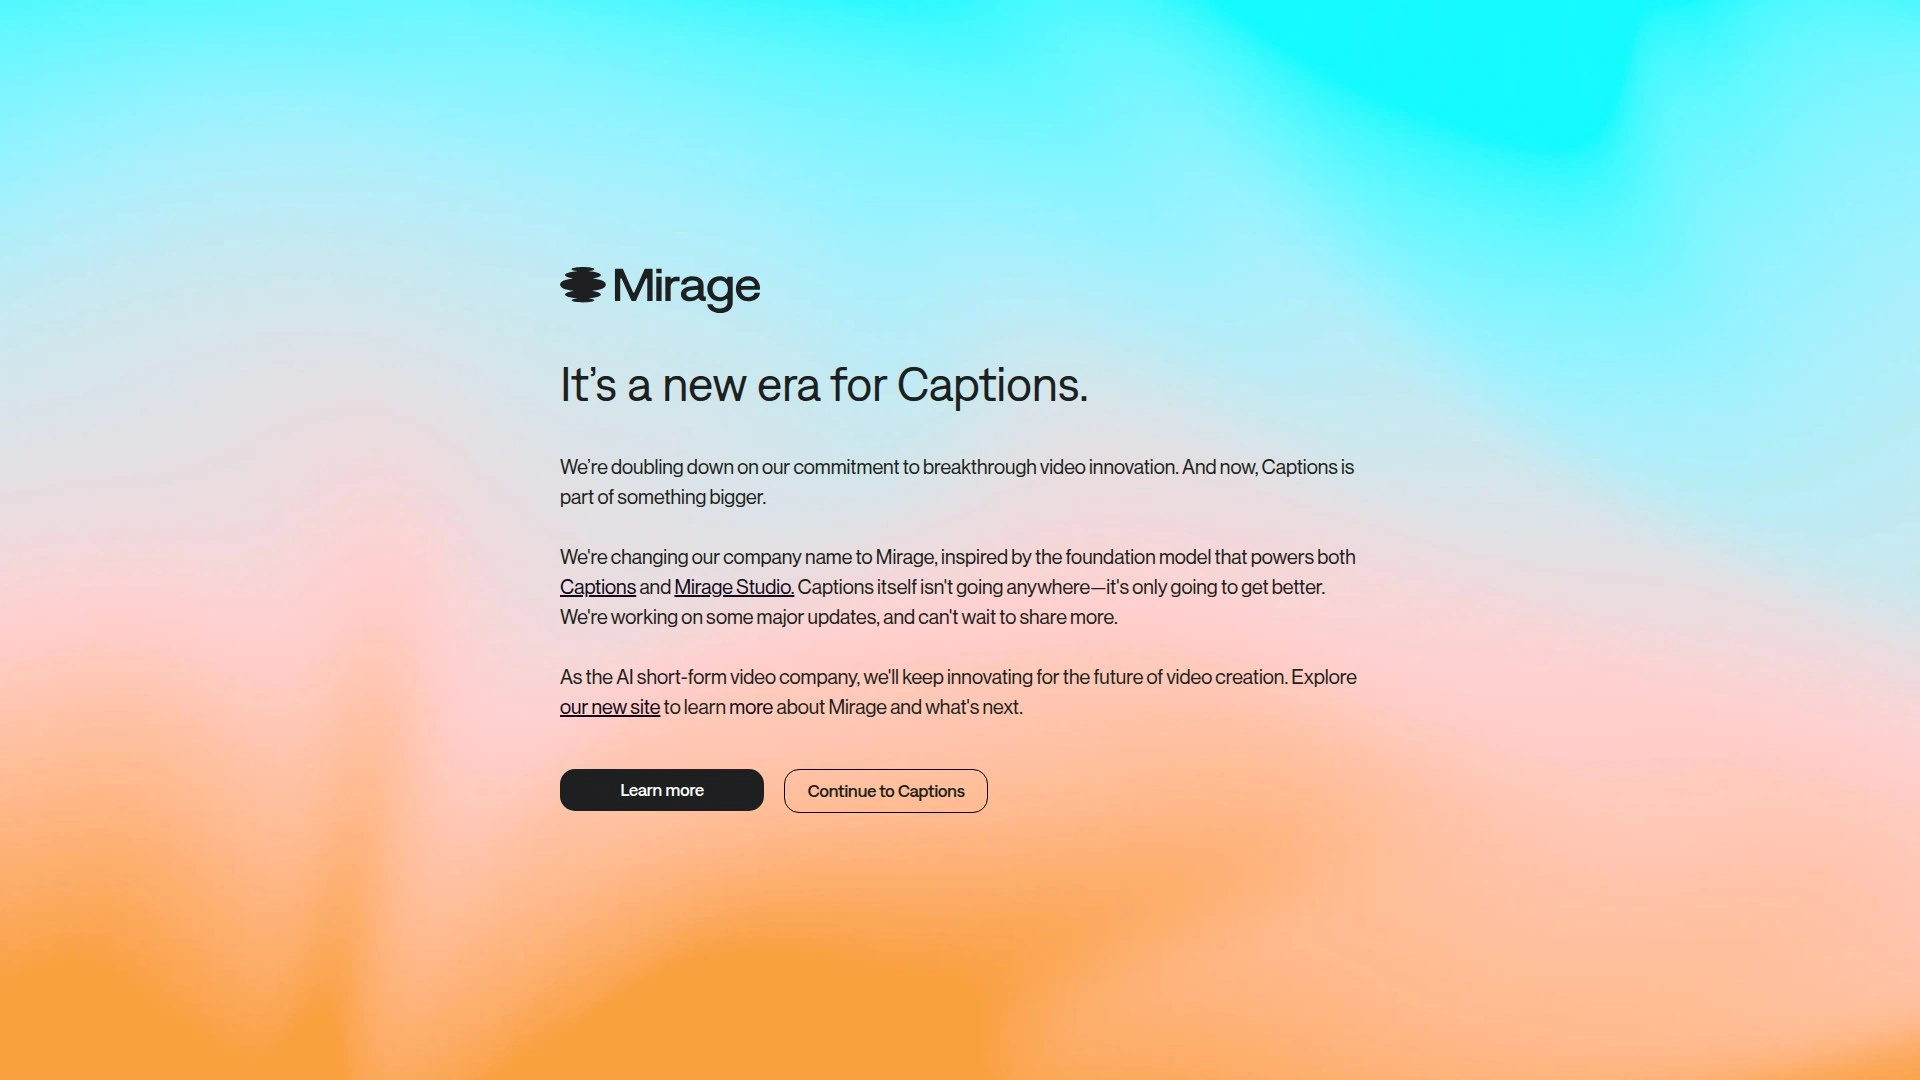 Mirage
It’s a new era for Captions.
We’re doubling down on our commitment to breakthrough video innovation. And now, Captions is
part of something bigger.
We're changing our company name to Mirage, inspired by the foundation model that powers both
Captions and Mirage Studio. Captions itself isn't going anywhere—it's only going to get better.
We're working on some major updates, and can't wait to share more.
As the AI short-form video company, we'll keep innovating for the future of video creation. Explore
our new site to learn more about Mirage and what's next.
Learn more
Continue to Captions